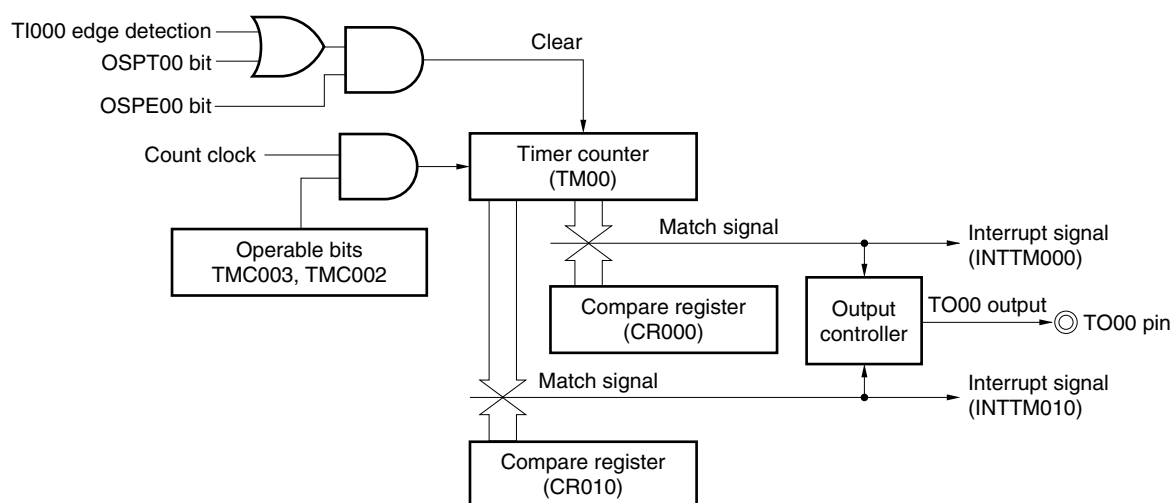 TI000 edge detection
OSPT00 bit
OSPE00 bit
Clear
Count clock
Timer counter
(TM00)
Operable bits
TMC003, TMC002
Match signal
Interrupt signal
(INTTM000)
Compare register
(CR000)
Output
controller
TO00 output
TO00 pin
Match signal
Interrupt signal
(INTTM010)
Compare register
(CR010)